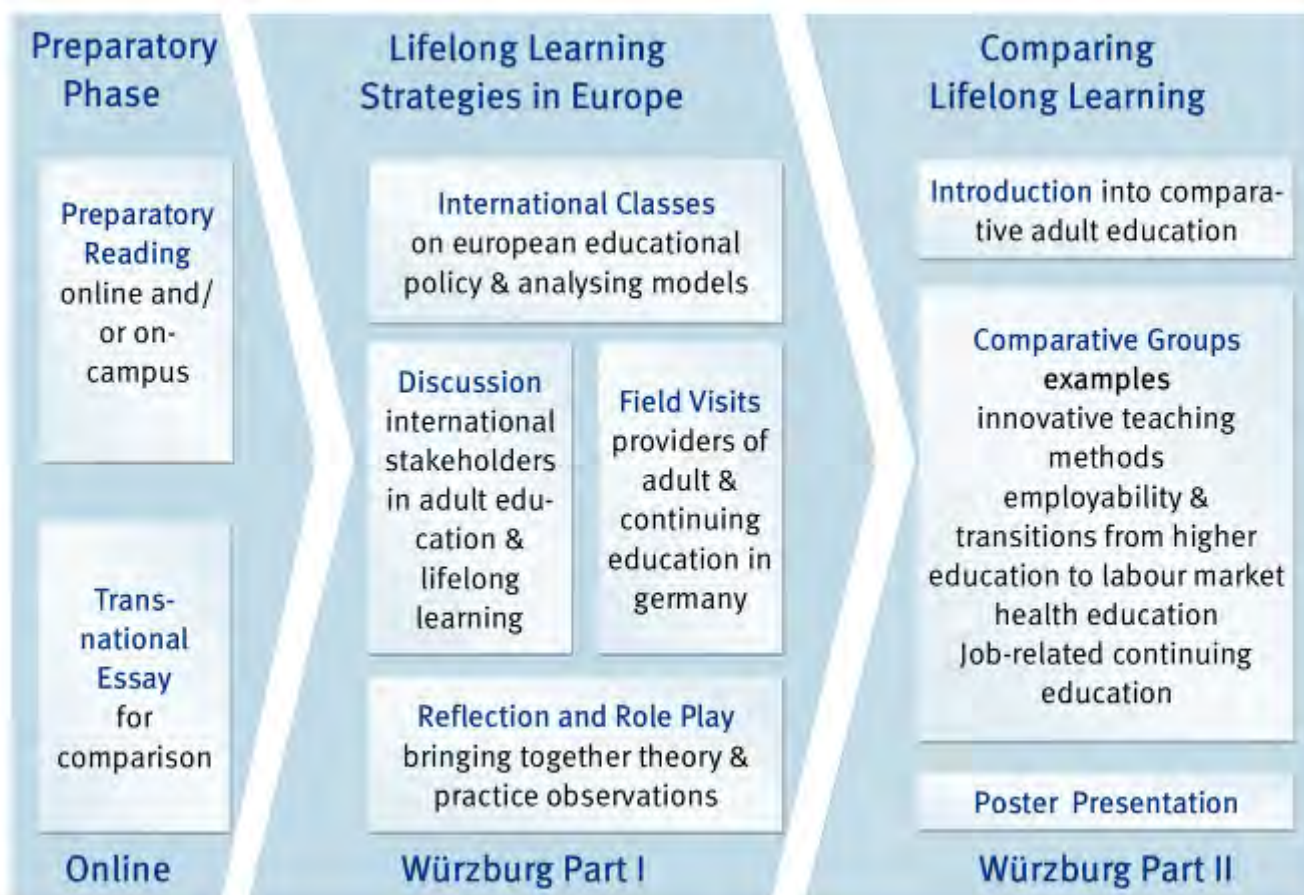 Preparatory
Phase
Preparatory
Reading
online and/
or on-
campus
Trans-
national
Essay
for
comparison
Online
Lifelong Learning
Strategies in Europe
International Classes
on european educational
policy & analysing models
Discussion
international
stakeholders
in adult edu-
cation &
lifelong
learning
Field Visits
providers of
adult &
continuing
education in
germany
Reflection and Role Play
bringing together theory &
practice observations
Würzburg Part I
Comparing
Lifelong Learning
Introduction into compara-
tive adult education
Comparative Groups
examples
innovative teaching
methods
employability &
transitions from higher
education to labour market
health education
Job-related continuing
education
Poster Presentation
Würzburg Part II